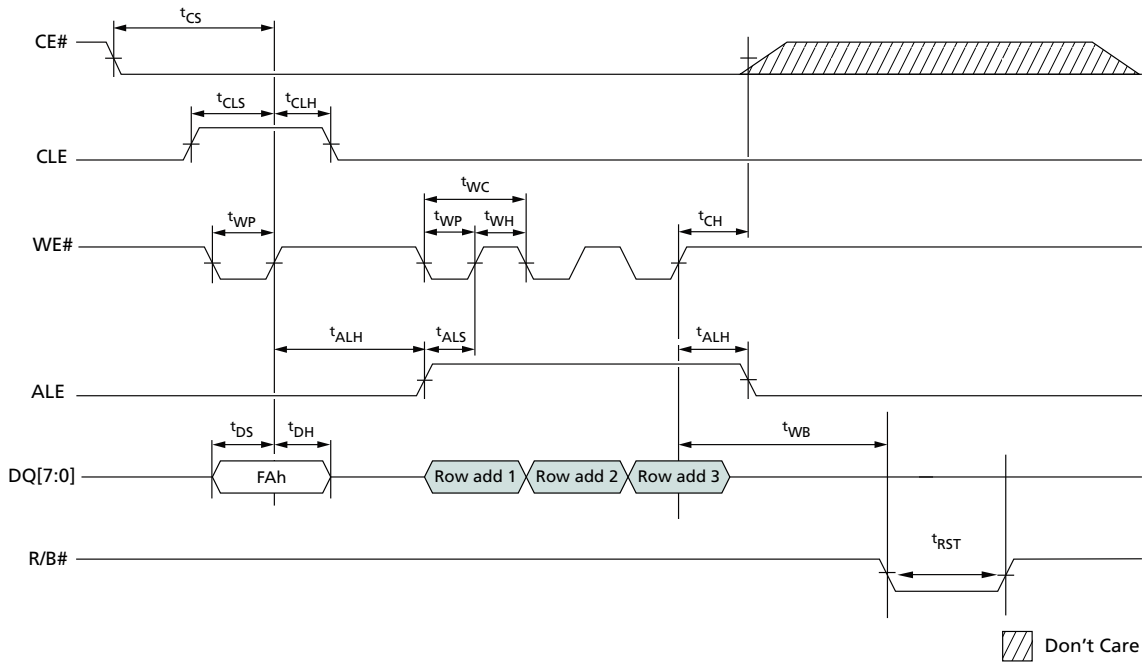 tCS
CE#
tCLS tCLH
CLE
tWC
tWP tWP tWH tCH
WE#
tALH tALS tALH
ALE
tDS tDH tWB
DQ[7:0] FAh Row add 1 Row add 2 Row add 3
tRST
R/B#
Don't Care